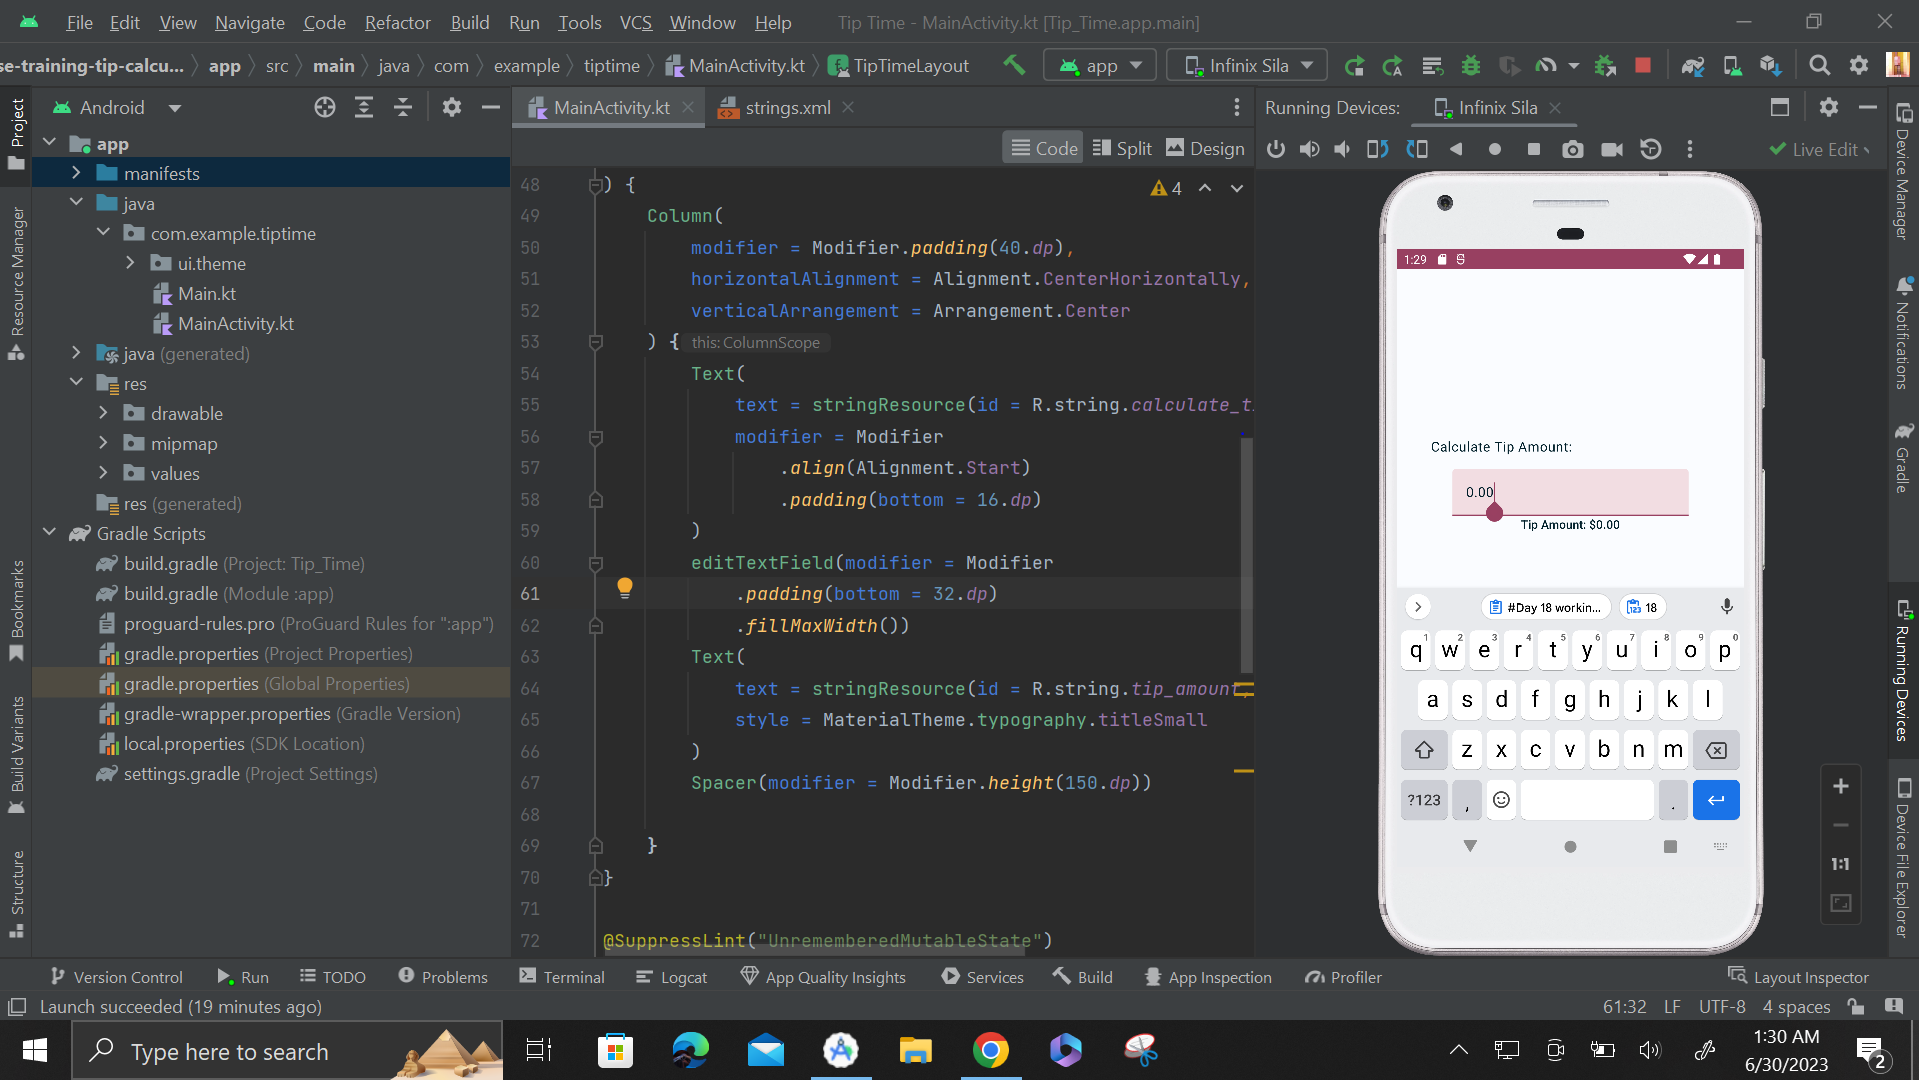 File Edit View Navigate Code Refactor Build Run Tools VCS Window Help Tip Time - MainActivity.kt [Tip_Time.app.main]
se-training-tip-calcu... app src main java com example tiptime MainActivity.kt TipTimeLayout app Infinix Sila
Project
Resource Manager
Bookmarks
Build Variants
Structure
Android
app
manifests
java
com.example.tiptime
ui.theme
Main.kt
MainActivity.kt
java (generated)
res
drawable
mipmap
values
res (generated)
Gradle Scripts
build.gradle (Project: Tip_Time)
build.gradle (Module :app)
proguard-rules.pro (ProGuard Rules for ":app")
gradle.properties (Project Properties)
gradle.properties (Global Properties)
gradle-wrapper.properties (Gradle Version)
local.properties (SDK Location)
settings.gradle (Project Settings)
MainActivity.kt strings.xml
Code Split Design
4
48 ) {
49 Column(
50 modifier = Modifier.padding(40.dp),
51 horizontalAlignment = Alignment.CenterHorizontally,
52 verticalArrangement = Arrangement.Center
53 ) { this: ColumnScope
54 Text(
55 text = stringResource(id = R.string.calculate_t
56 modifier = Modifier
57 .align(Alignment.Start)
58 .padding(bottom = 16.dp)
59 )
60 editTextField(modifier = Modifier
61 .padding(bottom = 32.dp)
62 .fillMaxWidth())
63 Text(
64 text = stringResource(id = R.string.tip_amount
65 style = MaterialTheme.typography.titleSmall
66 )
67 Spacer(modifier = Modifier.height(150.dp))
68
69 }
70 }
71
72 @SuppressLint("UnrememberedMutableState")
Running Devices: Infinix Sila
Live Edit
1:29
Calculate Tip Amount:
0.00
Tip Amount: $0.00
#Day 18 workin... 18
q1 w2 e3 r4 t5 y6 u7 i8 o9 p0
a s d f g h j k l
z x c v b n m
?123 , .
1:1
Device Manager
Notifications
Gradle
Running Devices
Device File Explorer
Version Control Run TODO Problems Terminal Logcat App Quality Insights Services Build App Inspection Profiler Layout Inspector
Launch succeeded (19 minutes ago) 61:32 LF UTF-8 4 spaces
Type here to search
1:30 AM
6/30/2023
2